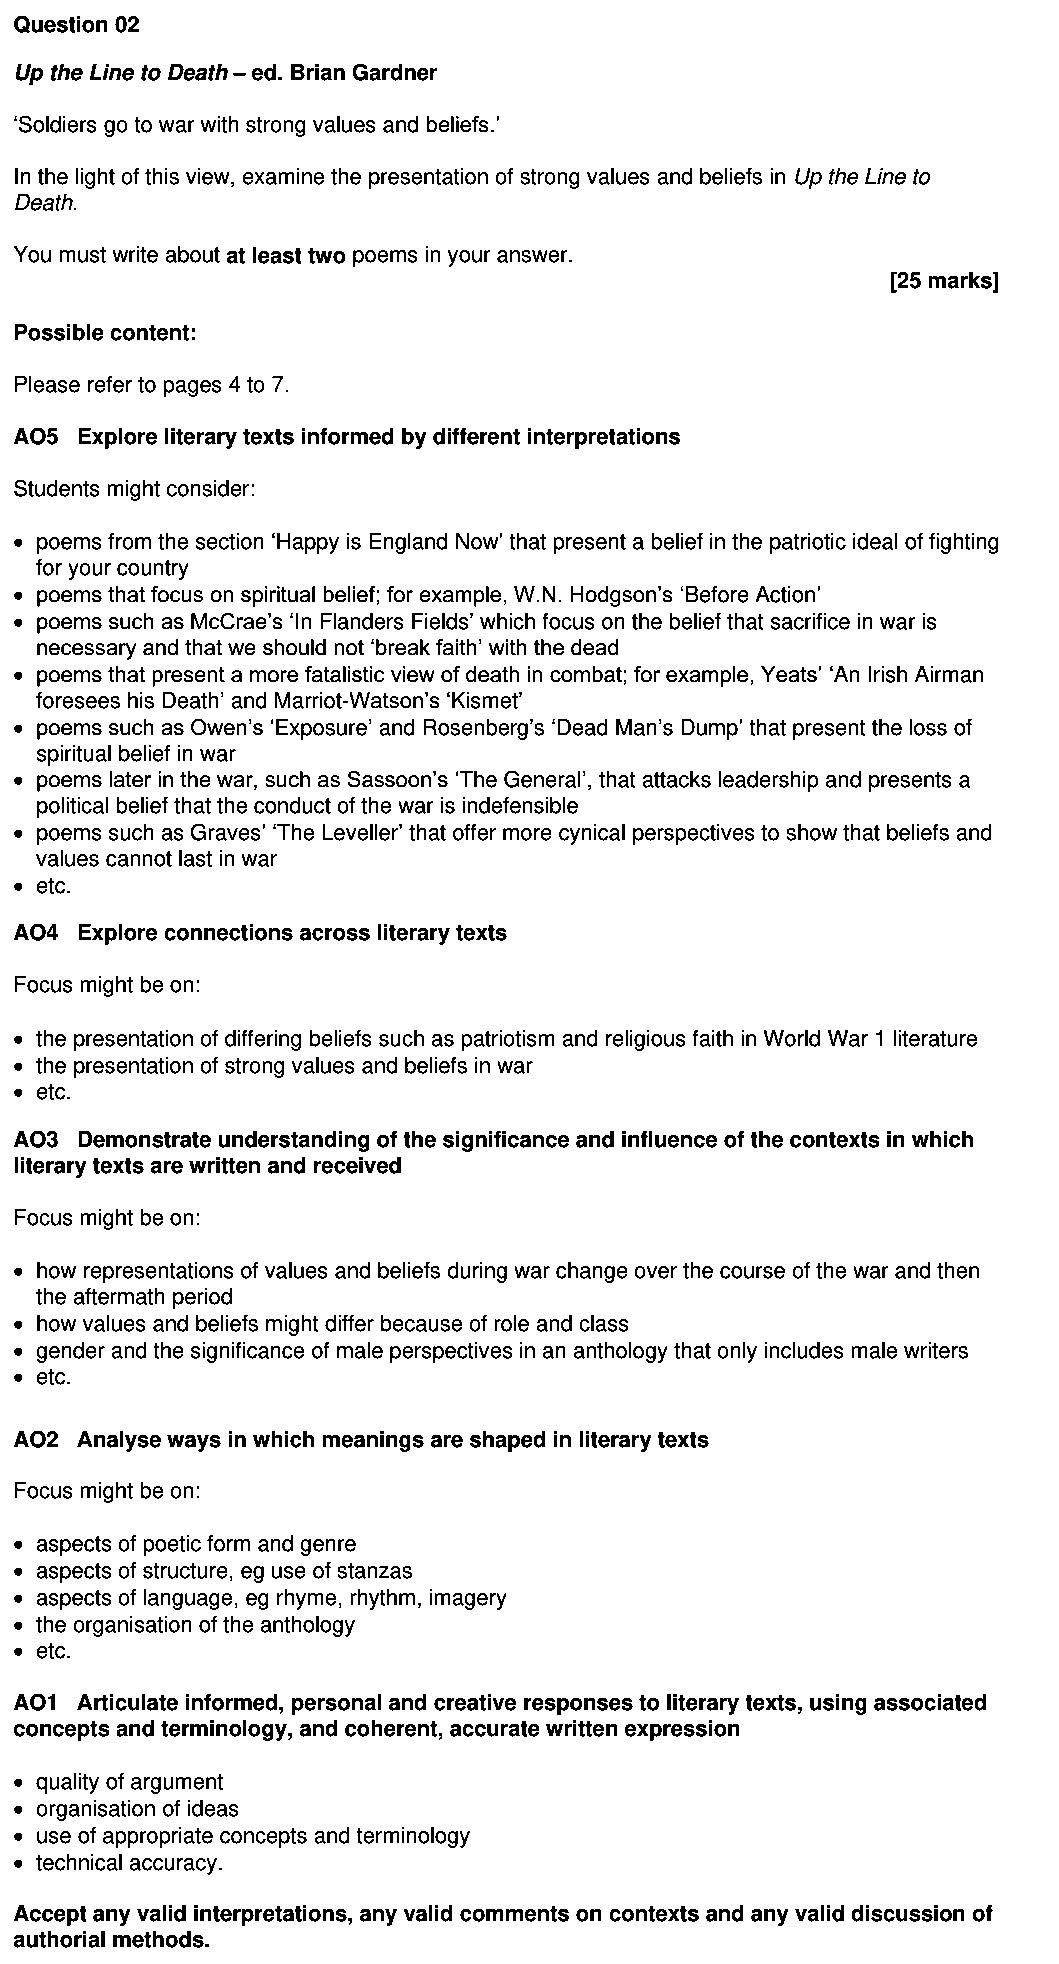 Question 02
Up the Line to Death – ed. Brian Gardner
‘Soldiers go to war with strong values and beliefs.’
In the light of this view, examine the presentation of strong values and beliefs in Up the Line to
Death.
You must write about at least two poems in your answer.
[25 marks]
Possible content:
Please refer to pages 4 to 7.
AO5 Explore literary texts informed by different interpretations
Students might consider:
• poems from the section ‘Happy is England Now’ that present a belief in the patriotic ideal of fighting
for your country
• poems that focus on spiritual belief; for example, W.N. Hodgson’s ‘Before Action’
• poems such as McCrae’s ‘In Flanders Fields’ which focus on the belief that sacrifice in war is
necessary and that we should not ‘break faith’ with the dead
• poems that present a more fatalistic view of death in combat; for example, Yeats’ ‘An Irish Airman
foresees his Death’ and Marriot-Watson’s ‘Kismet’
• poems such as Owen’s ‘Exposure’ and Rosenberg’s ‘Dead Man’s Dump’ that present the loss of
spiritual belief in war
• poems later in the war, such as Sassoon’s ‘The General’, that attacks leadership and presents a
political belief that the conduct of the war is indefensible
• poems such as Graves’ ‘The Leveller’ that offer more cynical perspectives to show that beliefs and
values cannot last in war
• etc.
AO4 Explore connections across literary texts
Focus might be on:
• the presentation of differing beliefs such as patriotism and religious faith in World War 1 literature
• the presentation of strong values and beliefs in war
• etc.
AO3 Demonstrate understanding of the significance and influence of the contexts in which
literary texts are written and received
Focus might be on:
• how representations of values and beliefs during war change over the course of the war and then
the aftermath period
• how values and beliefs might differ because of role and class
• gender and the significance of male perspectives in an anthology that only includes male writers
• etc.
AO2 Analyse ways in which meanings are shaped in literary texts
Focus might be on:
• aspects of poetic form and genre
• aspects of structure, eg use of stanzas
• aspects of language, eg rhyme, rhythm, imagery
• the organisation of the anthology
• etc.
AO1 Articulate informed, personal and creative responses to literary texts, using associated
concepts and terminology, and coherent, accurate written expression
• quality of argument
• organisation of ideas
• use of appropriate concepts and terminology
• technical accuracy.
Accept any valid interpretations, any valid comments on contexts and any valid discussion of
authorial methods.